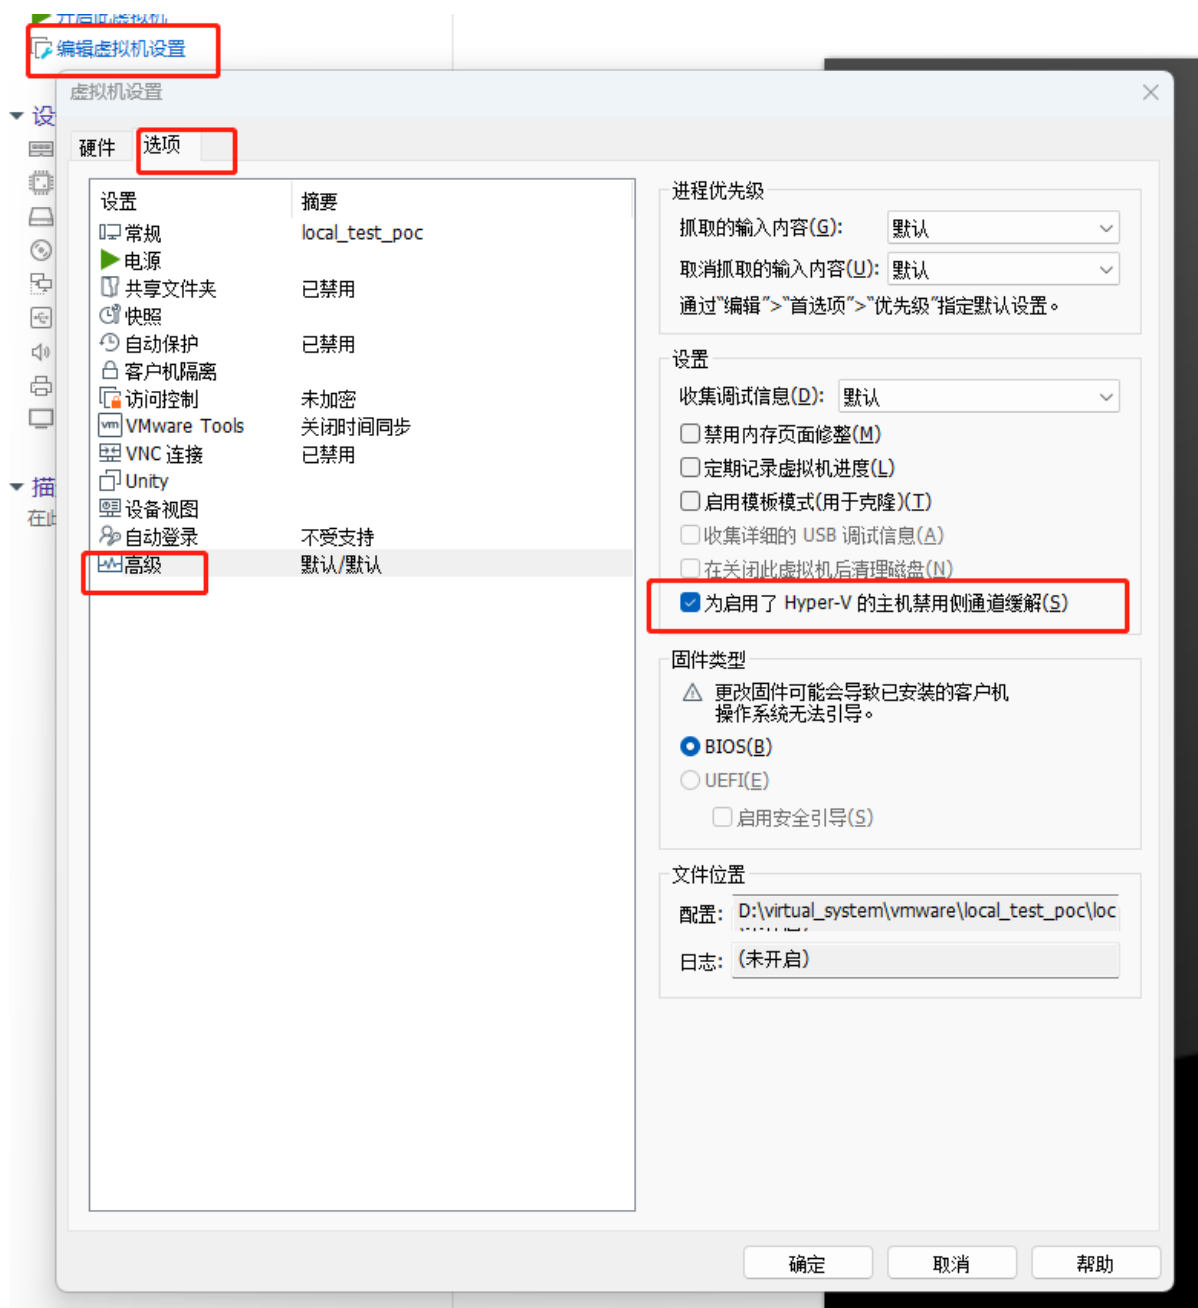 开启此虚拟机
编辑虚拟机设置
虚拟机设置
设
硬件
选项
设置 摘要
常规 local_test_poc
电源
共享文件夹 已禁用
快照
自动保护 已禁用
客户机隔离
访问控制 未加密
VMware Tools 关闭时间同步
VNC 连接 已禁用
Unity
设备视图
自动登录 不受支持
高级 默认/默认
描
在此
进程优先级
抓取的输入内容(G): 默认
取消抓取的输入内容(U): 默认
通过"编辑">"首选项">"优先级"指定默认设置。
设置
收集调试信息(D): 默认
禁用内存页面修整(M)
定期记录虚拟机进度(L)
启用模板模式(用于克隆)(T)
收集详细的 USB 调试信息(A)
在关闭此虚拟机后清理磁盘(N)
为启用了 Hyper-V 的主机禁用侧通道缓解(S)
固件类型
更改固件可能会导致已安装的客户机
操作系统无法引导。
BIOS(B)
UEFI(E)
启用安全引导(S)
文件位置
配置: D:\virtual_system\vmware\local_test_poc\loc
日志: (未开启)
确定 取消 帮助